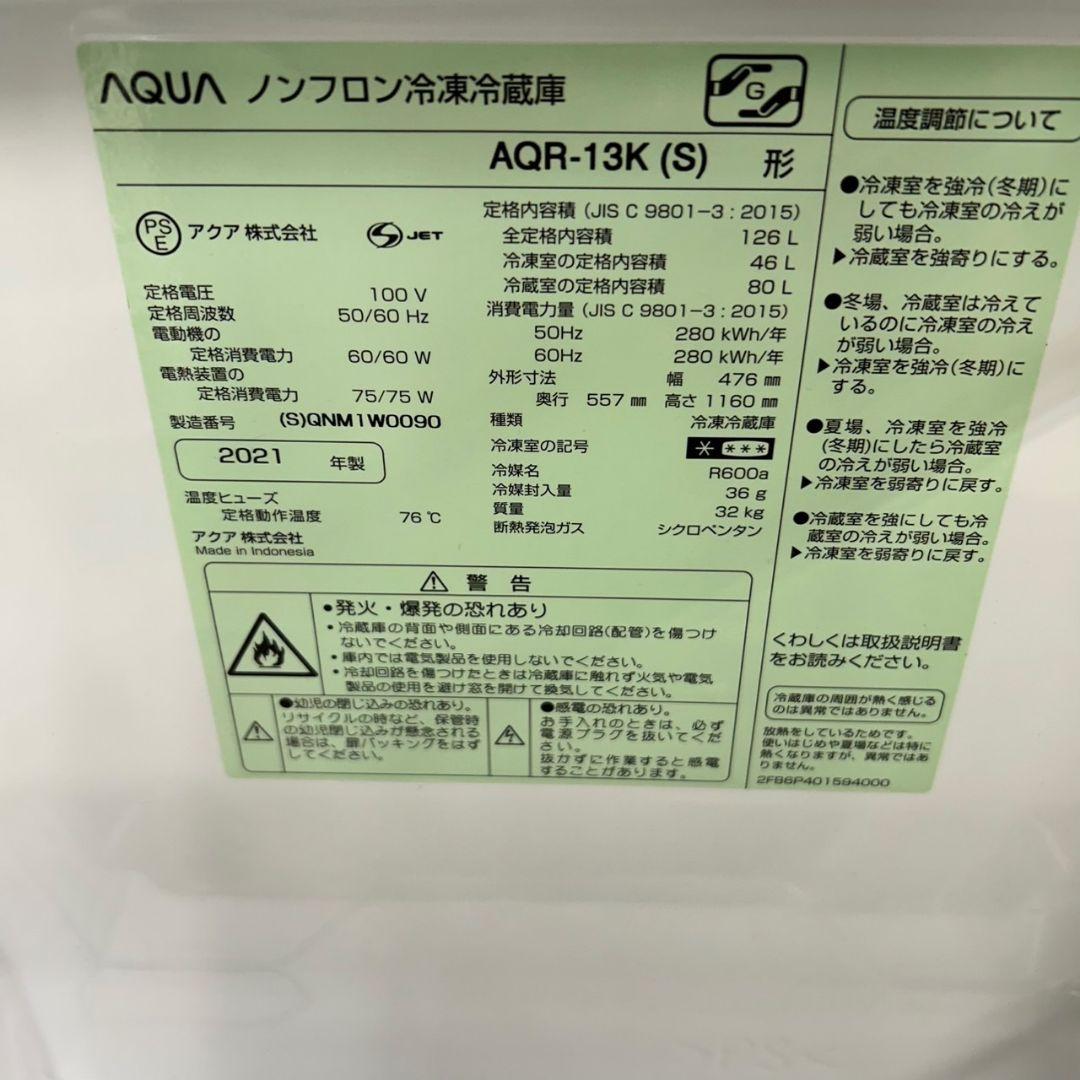 AQUA ノンフロン冷凍冷蔵庫
G
AQR-13K (S) 形
PS
E
アクア 株式会社
S JET
定格電圧 100 V
定格周波数 50/60 Hz
電動機の
定格消費電力 60/60 W
電熱装置の
定格消費電力 75/75 W
製造番号 (S)QNM1W0090
2021 年製
温度ヒューズ
定格動作温度 76 ℃
アクア 株式会社
Made in Indonesia
定格内容積 (JIS C 9801-3 : 2015)
全定格内容積 126 L
冷凍室の定格内容積 46 L
冷蔵室の定格内容積 80 L
消費電力量 (JIS C 9801-3 : 2015)
50Hz 280 kWh/年
60Hz 280 kWh/年
外形寸法 幅 476 ㎜
奥行 557 ㎜ 高さ 1160 ㎜
種類 冷凍冷蔵庫
冷凍室の記号 * ***
冷媒名 R600a
冷媒封入量 36 g
質量 32 kg
断熱発泡ガス シクロペンタン
⚠ 警 告
●発火・爆発の恐れあり
・冷蔵庫の背面や側面にある冷却回路(配管)を傷つけ
ないでください。
・庫内では電気製品を使用しないでください。
・冷却回路を傷つけたときは冷蔵庫に触れず火気や電気
製品の使用を避け窓を開けて換気してください。
●幼児の閉じ込みの恐れあり。
リサイクルの時など、保管時
の幼児閉じ込みが懸念される
場合は、扉パッキングをはず
してください。
●感電の恐れあり。
お手入れのときは、必ず
電源プラグを抜いてくだ
さい。
抜かずに作業すると感電
することがあります。
温度調節について
●冷凍室を強冷(冬期)に
しても冷凍室の冷えが
弱い場合。
▶冷蔵室を強寄りにする。
●冬場、冷蔵室は冷えて
いるのに冷凍室の冷え
が弱い場合。
▶冷凍室を強冷(冬期)に
する。
●夏場、冷凍室を強冷
(冬期)にしたら冷蔵室
の冷えが弱い場合。
▶冷凍室を弱寄りに戻す。
●冷蔵室を強にしても冷
蔵室の冷えが弱い場合。
▶冷凍室を弱寄りに戻す。
くわしくは取扱説明書
をお読みください。
冷蔵庫の周囲が熱く感じる
のは異常ではありません。
放熱をしているためです。
使いはじめや夏場などは特に
熱くなりますが、異常ではあ
りません。
2FB6P401594000